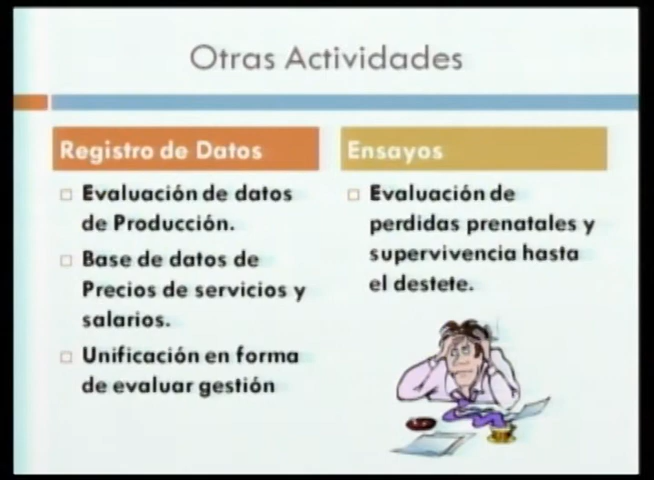 Otras Actividades
Registro de Datos
Evaluación de datos
de Producción.
Base de datos de
Precios de servicios y
salarios.
Unificación en forma
de evaluar gestión
Ensayos
Evaluación de
perdidas prenatales y
supervivencia hasta
el destete.